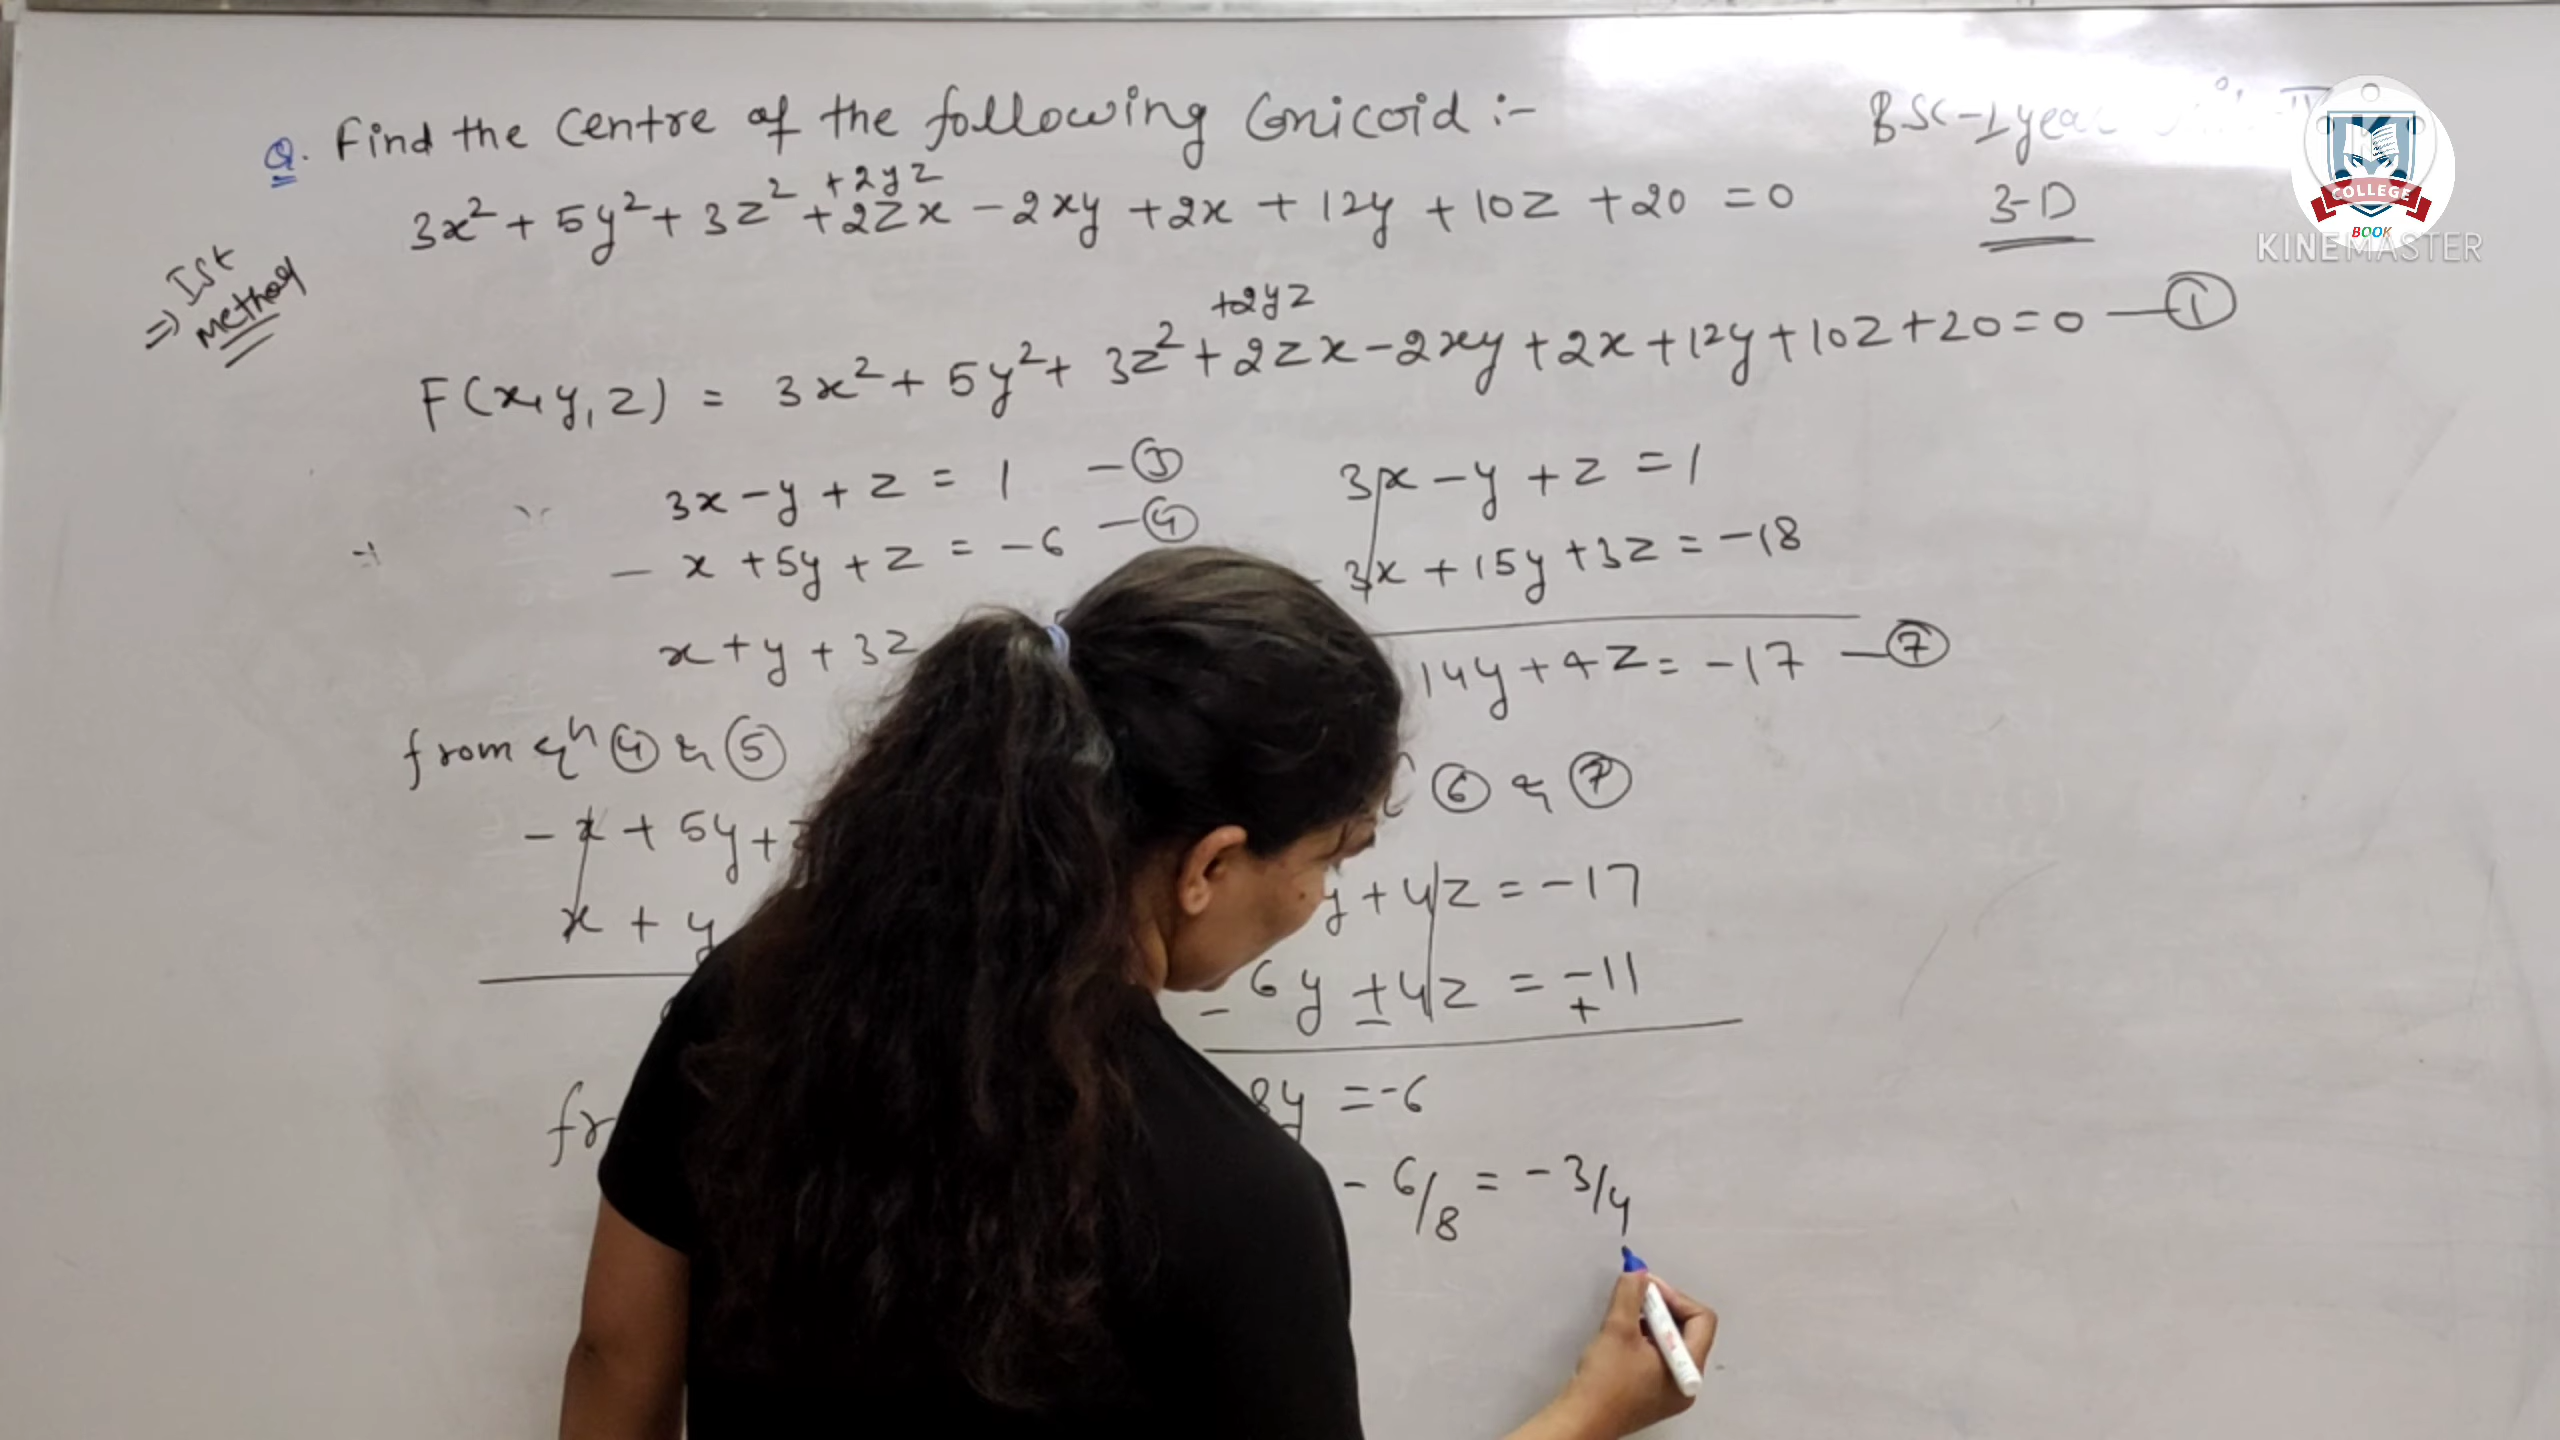 Q. Find the centre of the following Conicoid :-
BSC-I year
3x² + 5y² + 3z² + 2yz + 2zx - 2xy + 2x + 12y + 10z + 20 = 0
3-D
COLLEGE
BOOK
KINEMASTER
=> Ist Method
+2yz
F(x, y, z) = 3x² + 5y² + 3z² + 2zx - 2xy + 2x + 12y + 10z + 20 = 0 — ①
3x - y + z = 1 — ③
- x + 5y + z = -6 — ④
x + y + 3z
from eqⁿ ④ & ⑤
- x + 5y +
x + y
3x - y + z = 1
- 3x + 15y + 3z = -18
14y + 4z = -17 — ⑦
⑥ & ⑦
y + 4z = -17
6y + 4z = -11
- - +
8y = -6
- 6/8 = -3/4